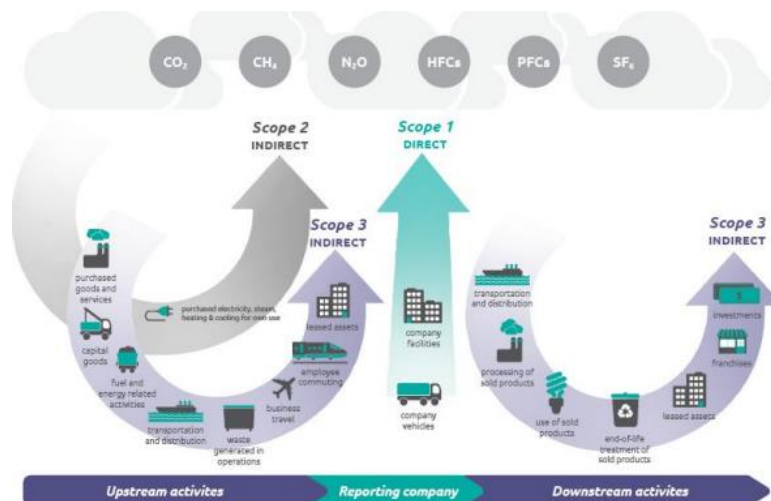 CO₂
CH₄
N₂O
HFCs
PFCs
SF₆
Scope 2
INDIRECT
Scope 1
DIRECT
Scope 3
INDIRECT
Scope 3
INDIRECT
purchased
goods and
services
capital
goods
fuel and
energy related
activities
transportation
and distribution
waste
generated in
operations
business
travel
employee
commuting
leased assets
purchased electricity, steam,
heating & cooling for own use
company
facilities
company
vehicles
transportation
and distribution
processing of
sold products
use of sold
products
end-of-life
treatment of
sold products
leased assets
franchises
investments
Upstream activites
Reporting company
Downstream activites